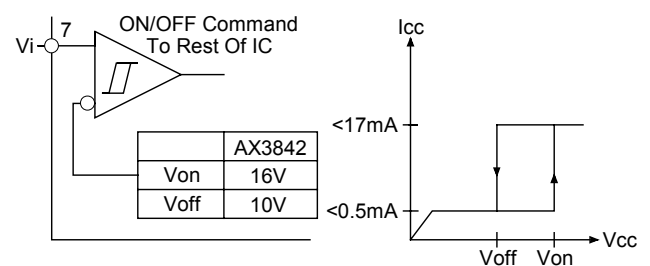 7
ON/OFF Command
To Rest Of IC
Vi
AX3842
Von 16V
Voff 10V
Icc
<17mA
<0.5mA
Voff Von
Vcc